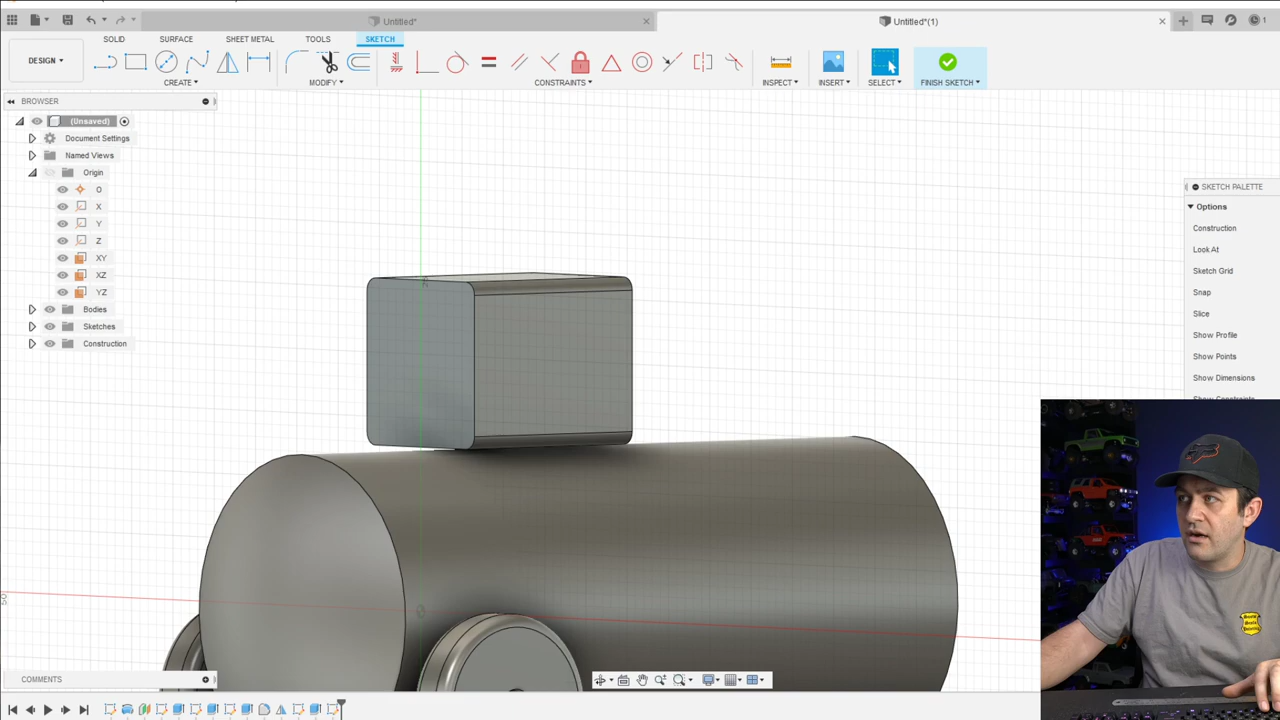 Untitled*
Untitled*(1)
1
DESIGN
SOLID
SURFACE
SHEET METAL
TOOLS
SKETCH
CREATE
MODIFY
CONSTRAINTS
INSPECT
INSERT
SELECT
FINISH SKETCH
BROWSER
(Unsaved)
Document Settings
Named Views
Origin
O
X
Y
Z
XY
XZ
YZ
Bodies
Sketches
Construction
50
SKETCH PALETTE
Options
Construction
Look At
Sketch Grid
Snap
Slice
Show Profile
Show Points
Show Dimensions
COMMENTS